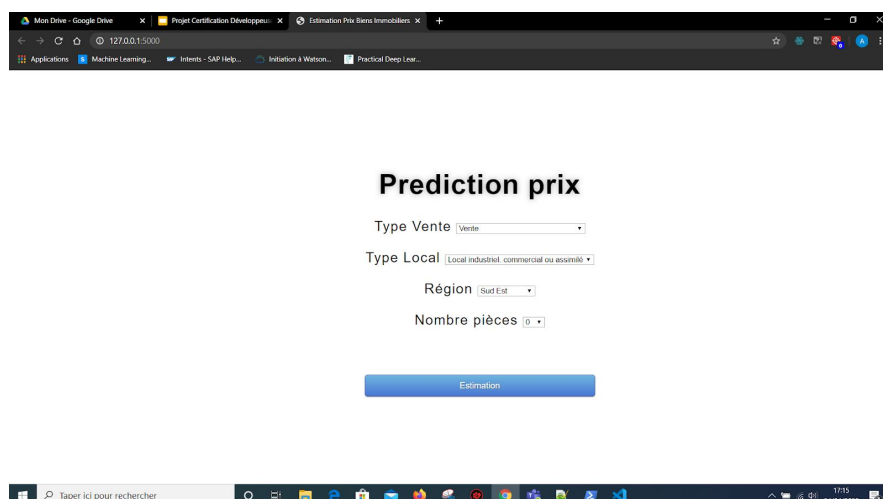 Mon Drive - Google Drive
Projet Certification Développeus
Estimation Prix Biens Immobiliers
127.0.0.1:5000
A
Applications
Machine Learning...
Intents - SAP Help...
Initiation à Watson...
Practical Deep Lear...
Prediction prix
Type Vente Vente
Type Local Local industriel. commercial ou assimilé
Région Sud Est
Nombre pièces 0
Estimation
Taper ici pour rechercher
17:15